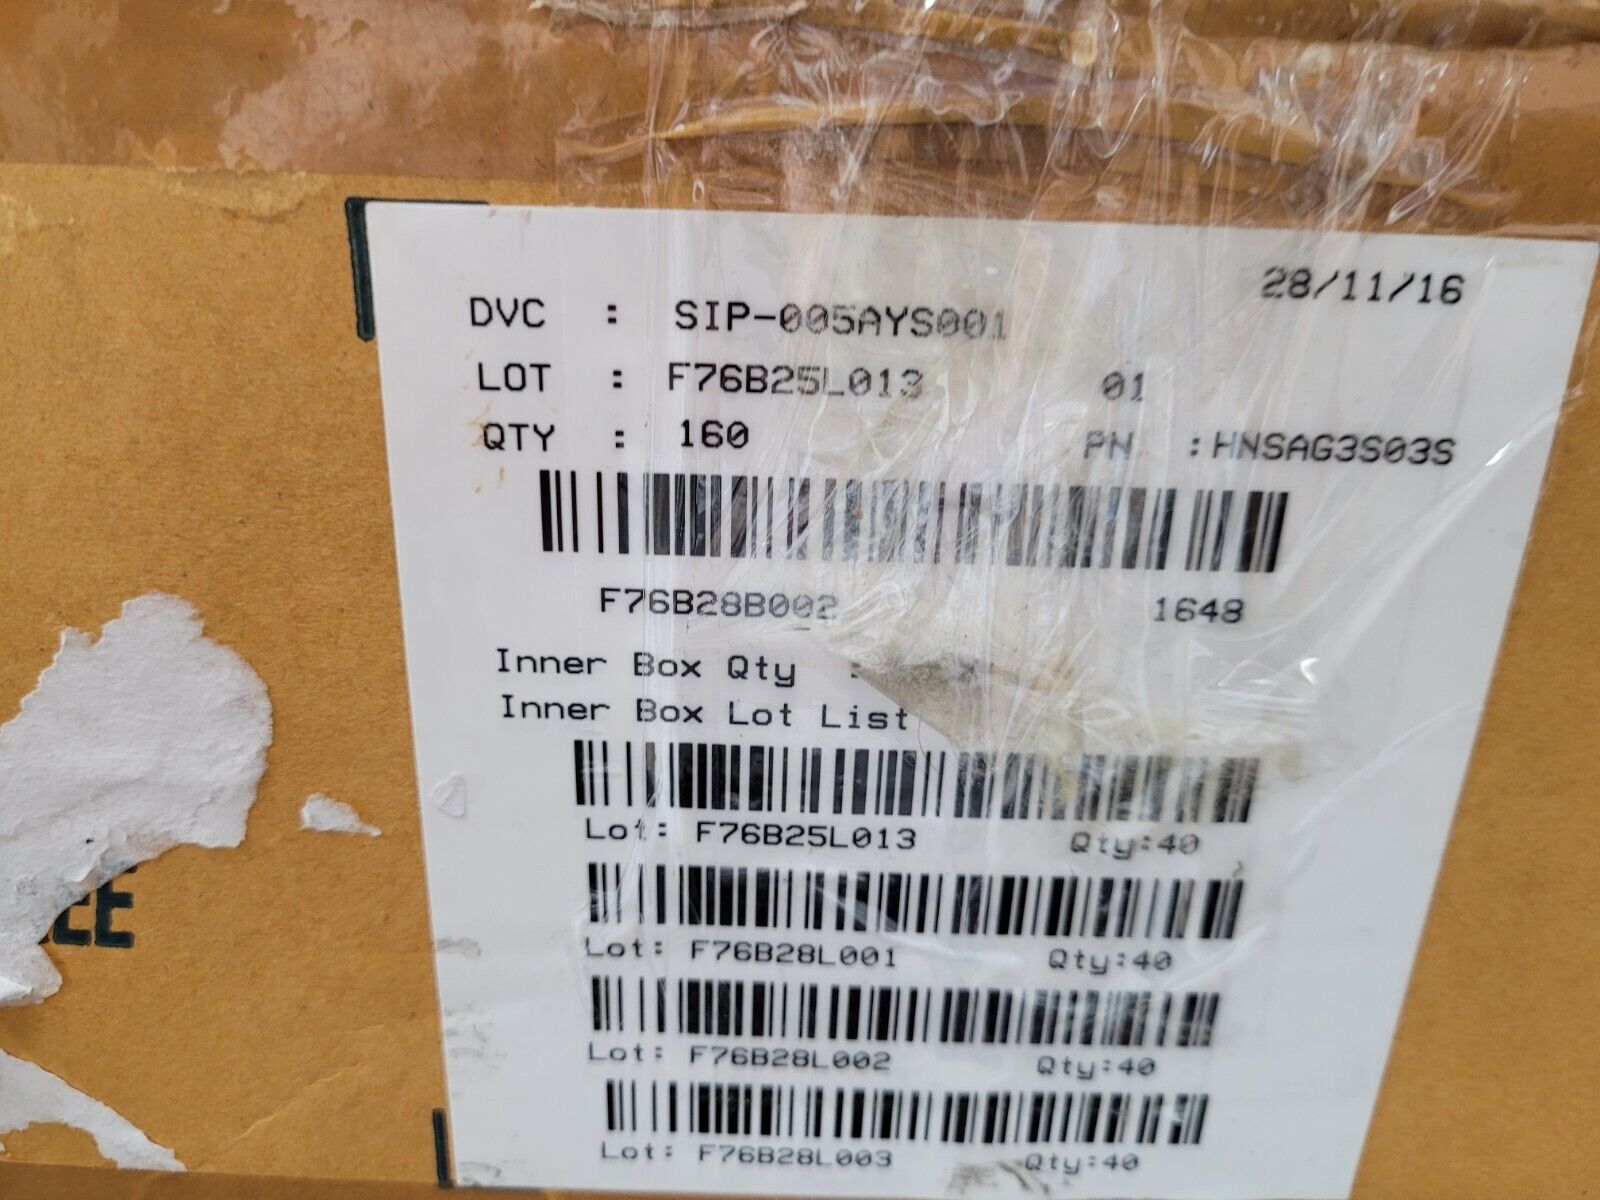 28/11/16
DVC : SIP-005AYS001
LOT : F76B25L013 01
QTY : 160 PN :HNSAG3S03S
F76B28B002 1648
Inner Box Qty :
Inner Box Lot List
Lot: F76B25L013 Qty:40
Lot: F76B28L001 Qty:40
Lot: F76B28L002 Qty:40
Lot: F76B28L003 Qty:40